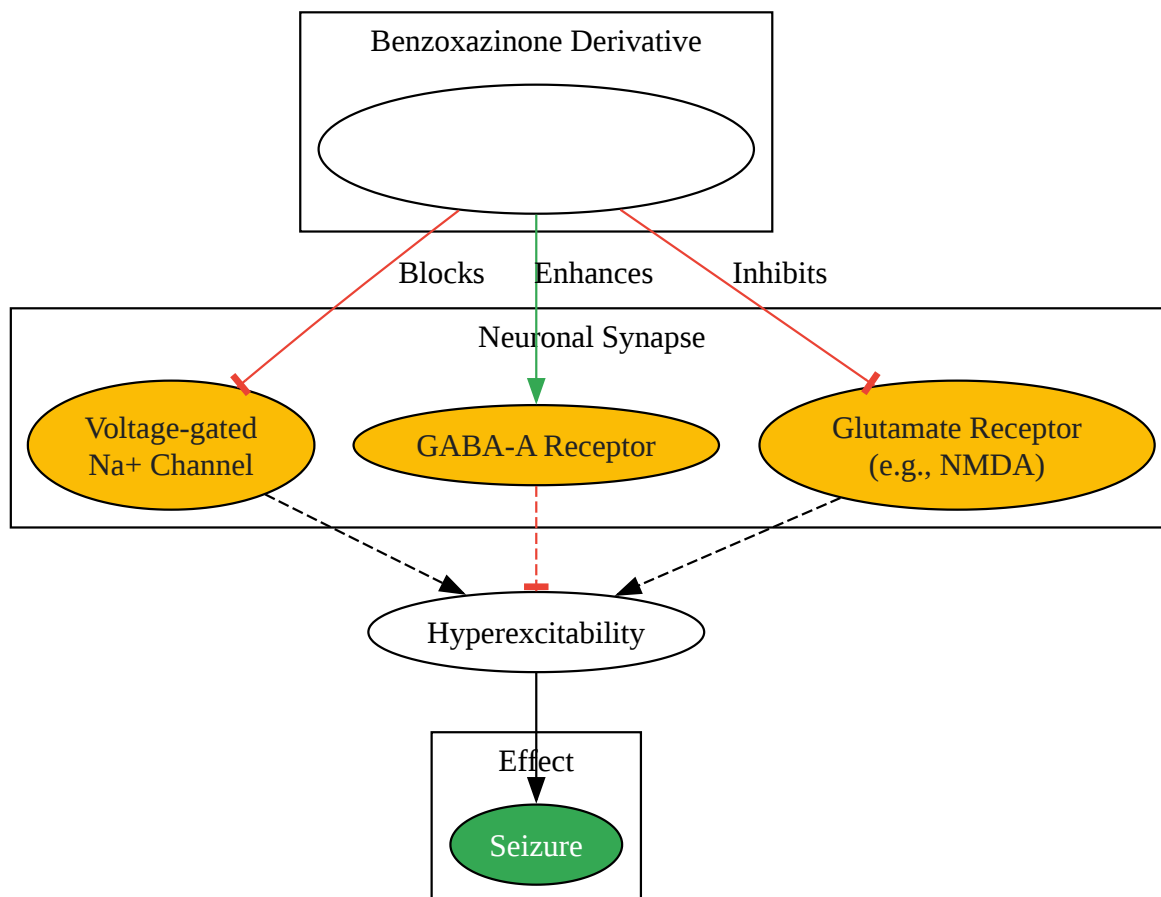 Benzoxazinone Derivative
Blocks
Enhances
Inhibits
Neuronal Synapse
Voltage-gated
Na+ Channel
GABA-A Receptor
Glutamate Receptor
(e.g., NMDA)
Hyperexcitability
Effect
Seizure